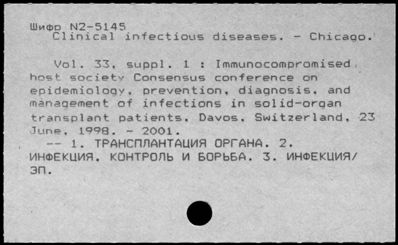 Шифр N2-5145
Clinical infectious diseases. - Chicago.
Vol. 33, suppl. 1 : Immunocompromised
host society Consensus conference on
epidemiology, prevention, diagnosis, and
management of infections in solid-organ
transplant patients, Davos, Switzerland, 23
June, 1998. - 2001.
-- 1. ТРАНСПЛАНТАЦИЯ ОРГАНА. 2.
ИНФЕКЦИЯ, КОНТРОЛЬ И БОРЬБА. 3. ИНФЕКЦИЯ/
ЭП.